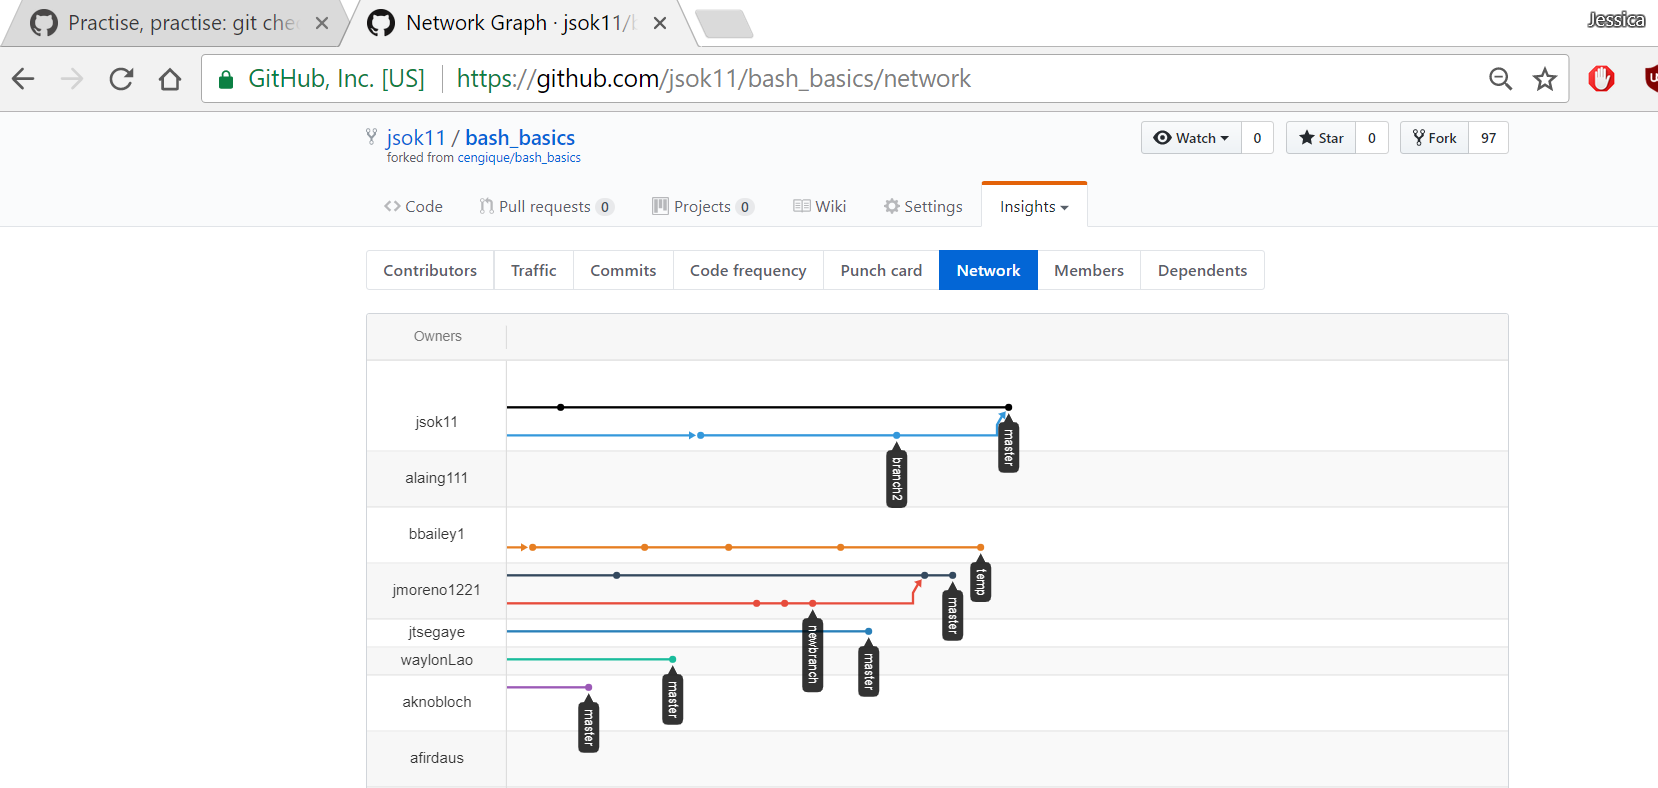 Practise, practise: git che
Network Graph · jsok11/b
Jessica
GitHub, Inc. [US]
https://github.com/jsok11/bash_basics/network
jsok11 / bash_basics
forked from cengique/bash_basics
Watch 0
Star 0
Fork 97
Code
Pull requests 0
Projects 0
Wiki
Settings
Insights
Contributors
Traffic
Commits
Code frequency
Punch card
Network
Members
Dependents
Owners
jsok11
master
branch2
alaing111
bbailey1
temp
jmoreno1221
master
newbranch
jtsegaye
master
waylonLao
master
aknobloch
master
afirdaus